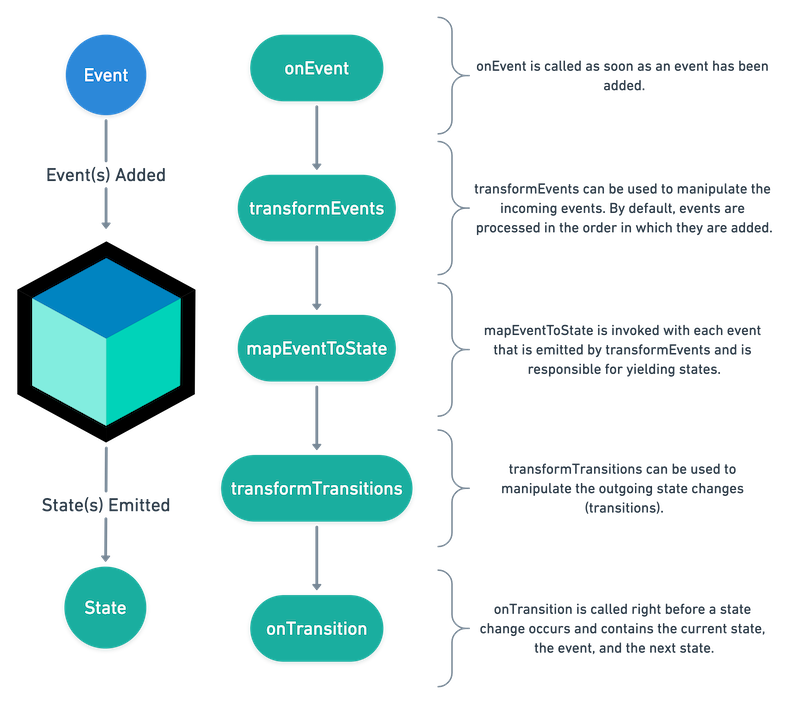 Event
Event(s) Added
State(s) Emitted
State
onEvent
transformEvents
mapEventToState
transformTransitions
onTransition
onEvent is called as soon as an event has been
added.
transformEvents can be used to manipulate the
incoming events. By default, events are
processed in the order in which they are added.
mapEventToState is invoked with each event
that is emitted by transformEvents and is
responsible for yielding states.
transformTransitions can be used to
manipulate the outgoing state changes
(transitions).
onTransition is called right before a state
change occurs and contains the current state,
the event, and the next state.